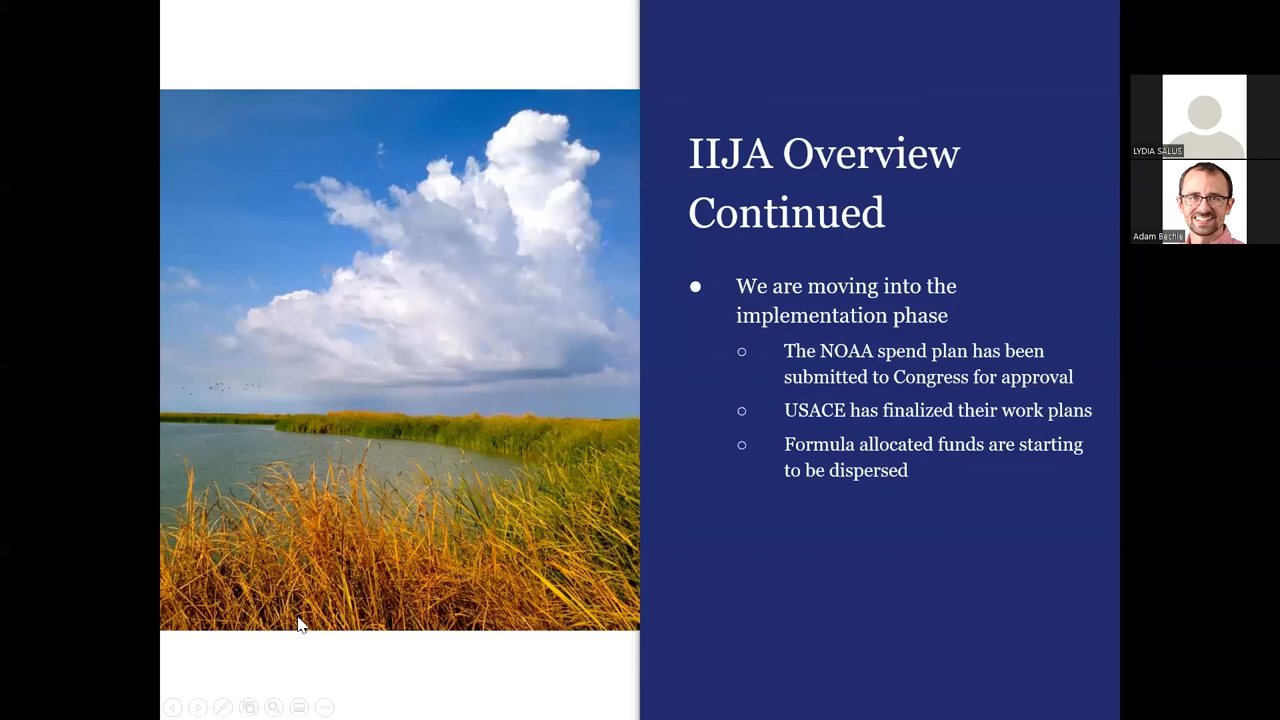 IIJA Overview
Continued
● We are moving into the
implementation phase
○ The NOAA spend plan has been
submitted to Congress for approval
○ USACE has finalized their work plans
○ Formula allocated funds are starting
to be dispersed
LYDIA SALUS
Adam Bechle